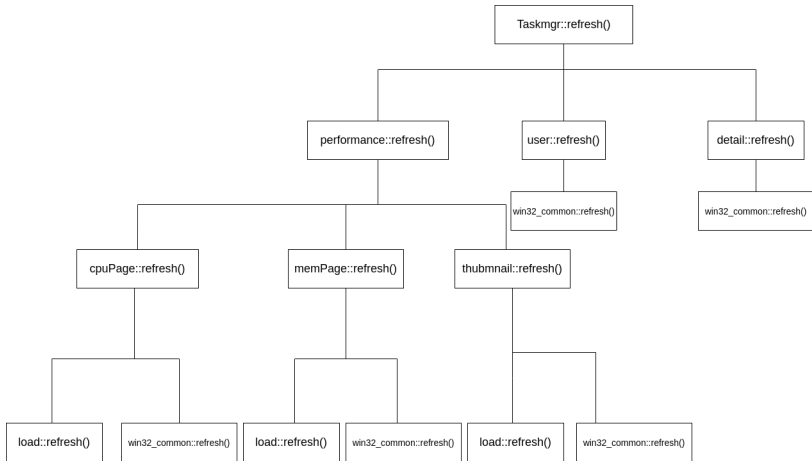 Taskmgr::refresh()
performance::refresh()
user::refresh()
detail::refresh()
win32_common::refresh()
win32_common::refresh()
cpuPage::refresh()
memPage::refresh()
thubmnail::refresh()
load::refresh()
win32_common::refresh()
load::refresh()
win32_common::refresh()
load::refresh()
win32_common::refresh()